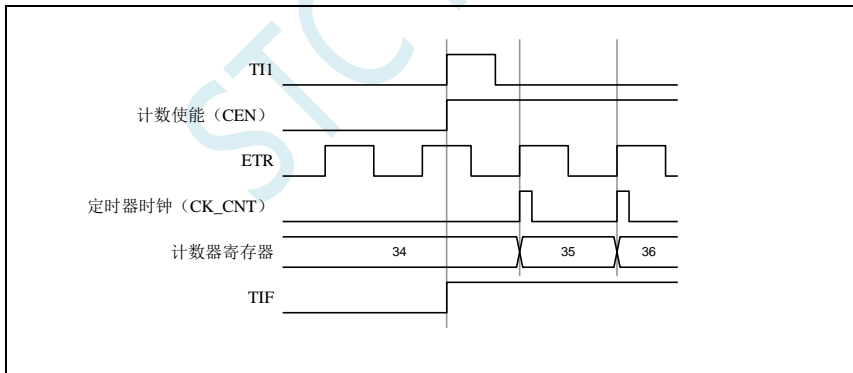 STC
TI1
计数使能（CEN）
ETR
定时器时钟（CK_CNT）
计数器寄存器
34
35
36
TIF